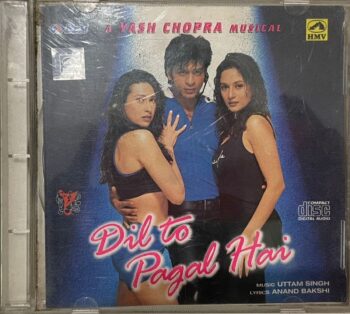 A YASH CHOPRA MUSICAL
HMV
Dil to
Pagal Hai
COMPACT
disc
DIGITAL AUDIO
MUSIC UTTAM SINGH
LYRICS ANAND BAKSHI